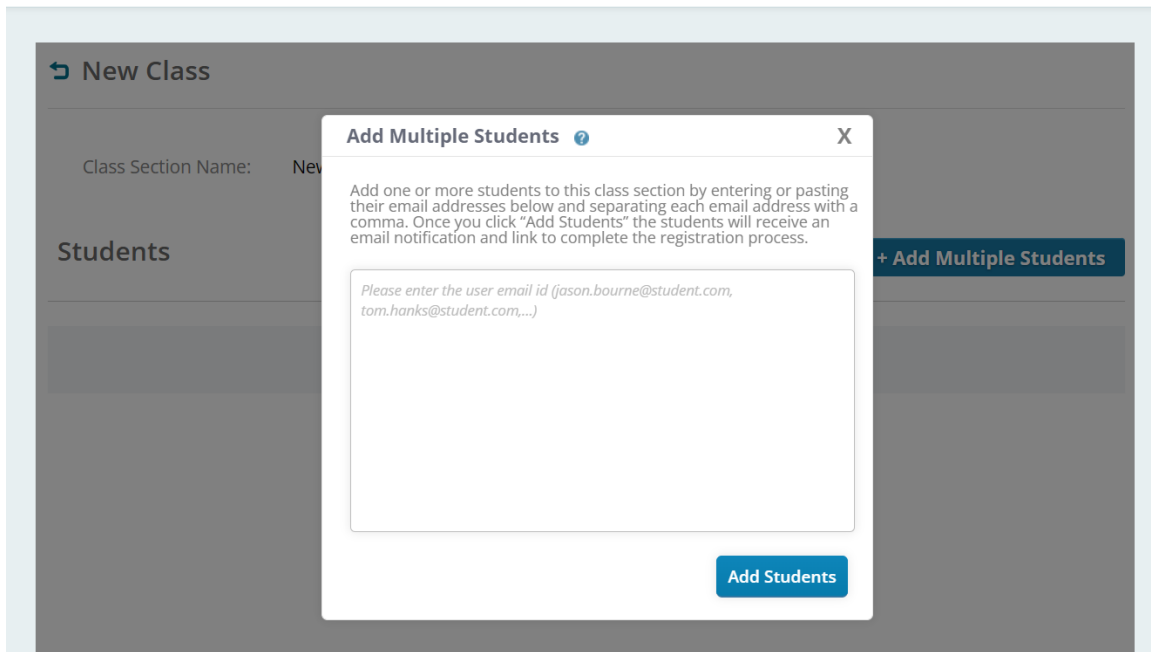 New Class
Add Multiple Students
X
Class Section Name:
Add one or more students to this class section by entering or pasting
their email addresses below and separating each email address with a
comma. Once you click “Add Students” the students will receive an
email notification and link to complete the registration process.
Students
+ Add Multiple Students
Please enter the user email id (jason.bourne@student.com,
tom.hanks@student.com,...)
Add Students